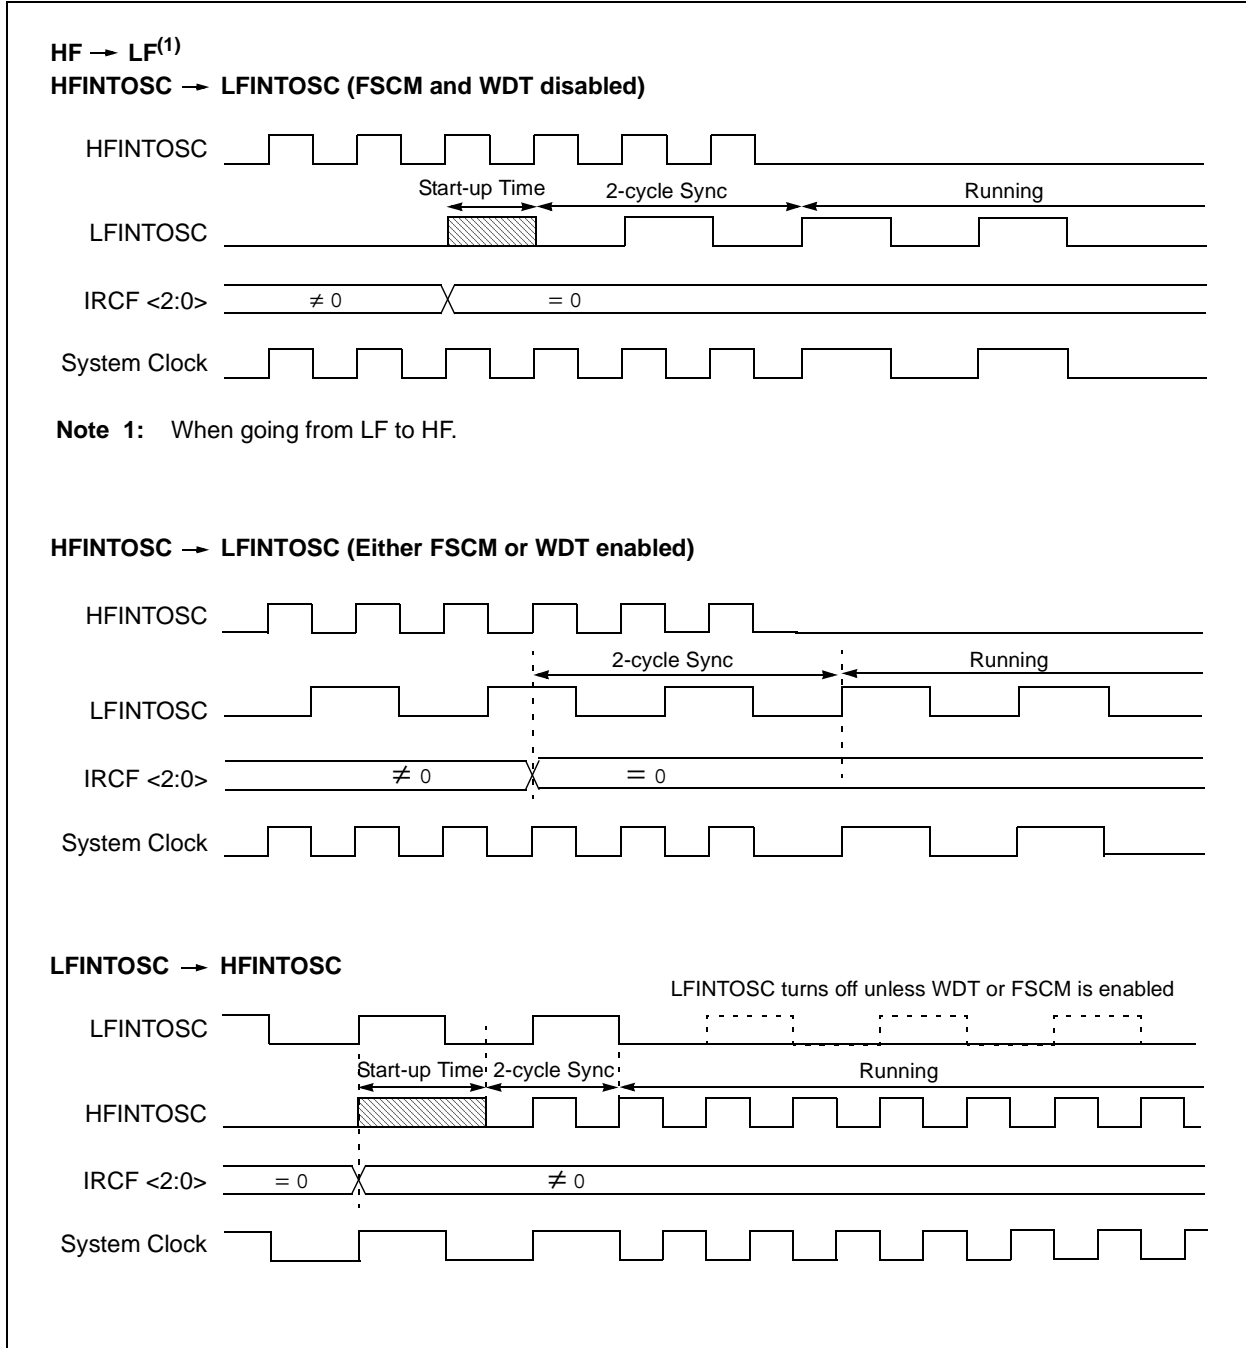 HF → LF(1)
HFINTOSC → LFINTOSC (FSCM and WDT disabled)
HFINTOSC
Start-up Time 2-cycle Sync Running
LFINTOSC
IRCF <2:0> ≠ 0 = 0
System Clock
Note 1: When going from LF to HF.
HFINTOSC → LFINTOSC (Either FSCM or WDT enabled)
HFINTOSC
2-cycle Sync Running
LFINTOSC
IRCF <2:0> ≠ 0 = 0
System Clock
LFINTOSC → HFINTOSC
LFINTOSC turns off unless WDT or FSCM is enabled
LFINTOSC
Start-up Time 2-cycle Sync Running
HFINTOSC
IRCF <2:0> = 0 ≠ 0
System Clock